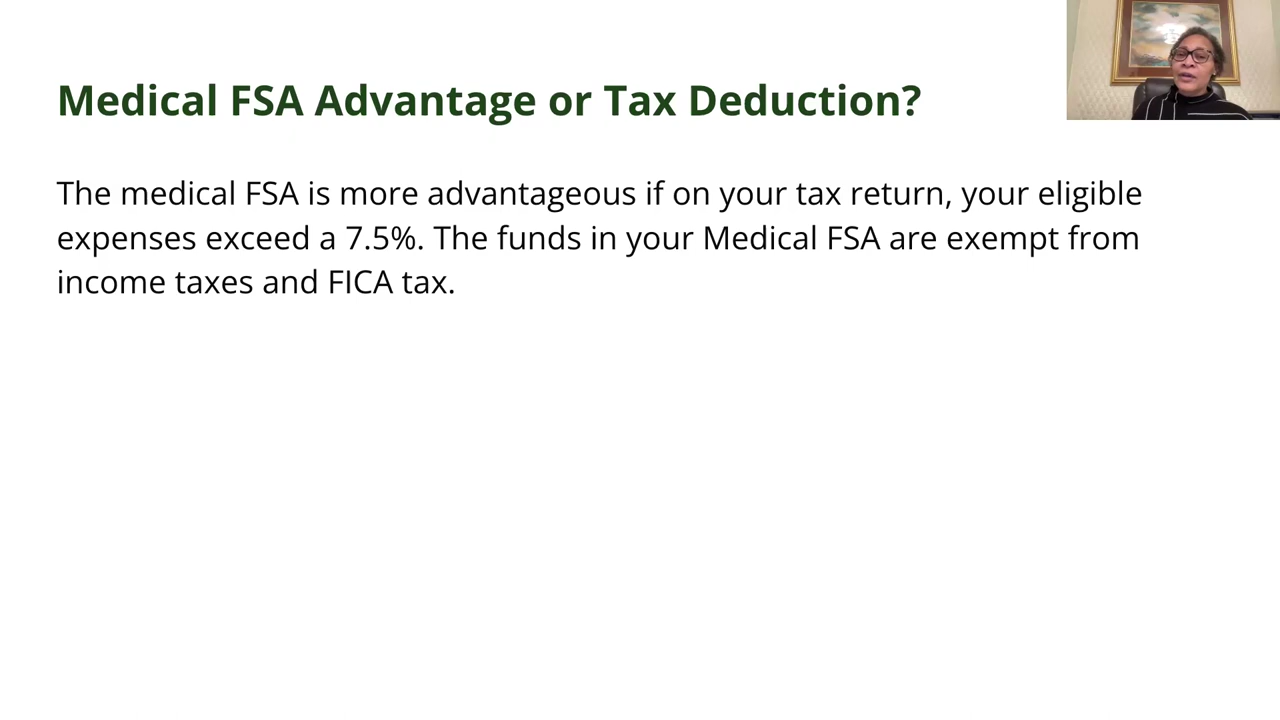 Medical FSA Advantage or Tax Deduction?
The medical FSA is more advantageous if on your tax return, your eligible
expenses exceed a 7.5%. The funds in your Medical FSA are exempt from
income taxes and FICA tax.